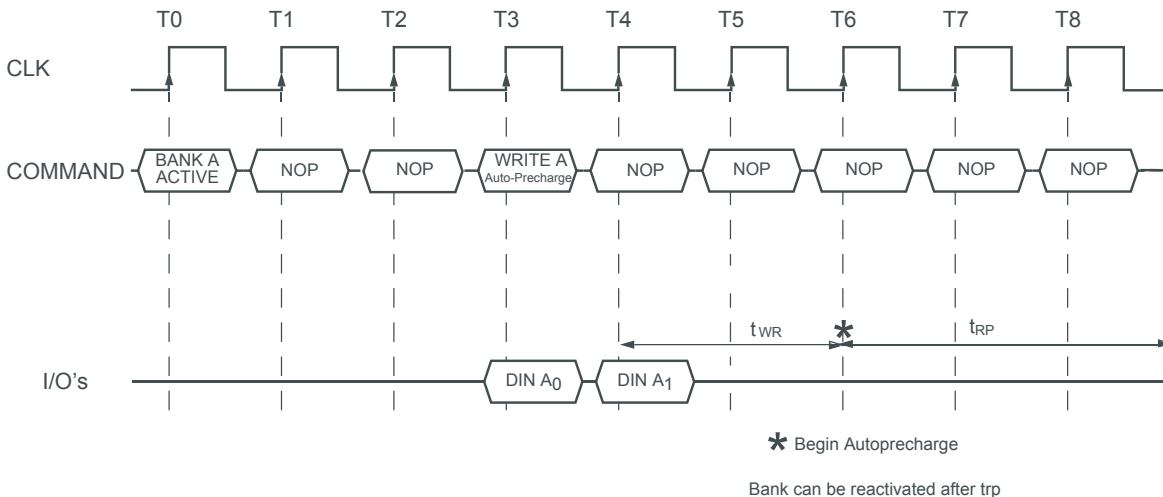 T0 T1 T2 T3 T4 T5 T6 T7 T8
CLK
COMMAND
BANK A
ACTIVE
NOP
NOP
WRITE A
Auto-Precharge
NOP
NOP
NOP
NOP
NOP
tWR
*
tRP
I/O's
DIN A0
DIN A1
* Begin Autoprecharge
Bank can be reactivated after trp